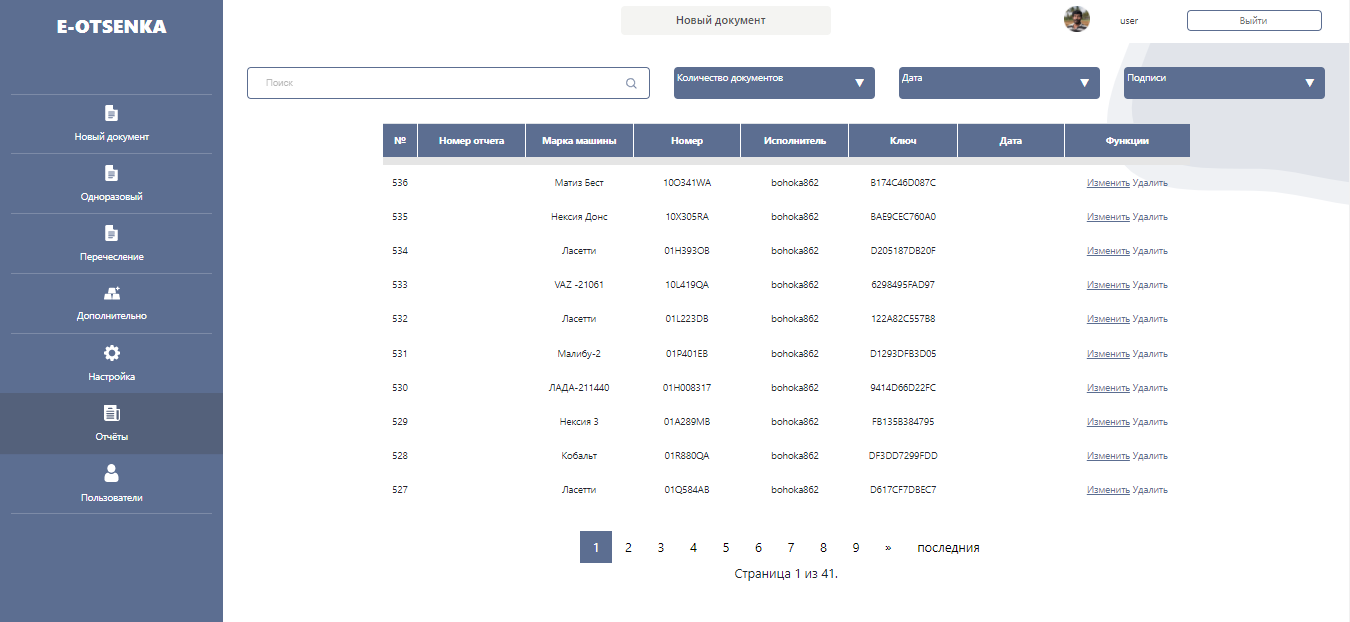 E-OTSENKA
Новый документ
user
Выйти
Новый документ
Одноразовый
Перечесление
Дополнительно
Настройка
Отчёты
Пользователи
Поиск
Количество документов
Дата
Подписи
№ Номер отчета Марка машины Номер Исполнитель Ключ Дата Функции
536 Матиз Бест 10O341WA bohoka862 B174C46D087C Изменить Удалить
535 Нексия Донс 10X305RA bohoka862 BAE9CEC760A0 Изменить Удалить
534 Ласетти 01H393OB bohoka862 D205187DB20F Изменить Удалить
533 VAZ -21061 10L419QA bohoka862 6298495FAD97 Изменить Удалить
532 Ласетти 01L223DB bohoka862 122A82C557B8 Изменить Удалить
531 Малибу-2 01P401EB bohoka862 D1293DFB3D05 Изменить Удалить
530 ЛАДА-211440 01H008317 bohoka862 9414D66D22FC Изменить Удалить
529 Нексия 3 01A289MB bohoka862 FB135B384795 Изменить Удалить
528 Кобальт 01R880QA bohoka862 DF3DD7299FDD Изменить Удалить
527 Ласетти 01Q584AB bohoka862 D617CF7DBEC7 Изменить Удалить
1 2 3 4 5 6 7 8 9 » последния
Страница 1 из 41.